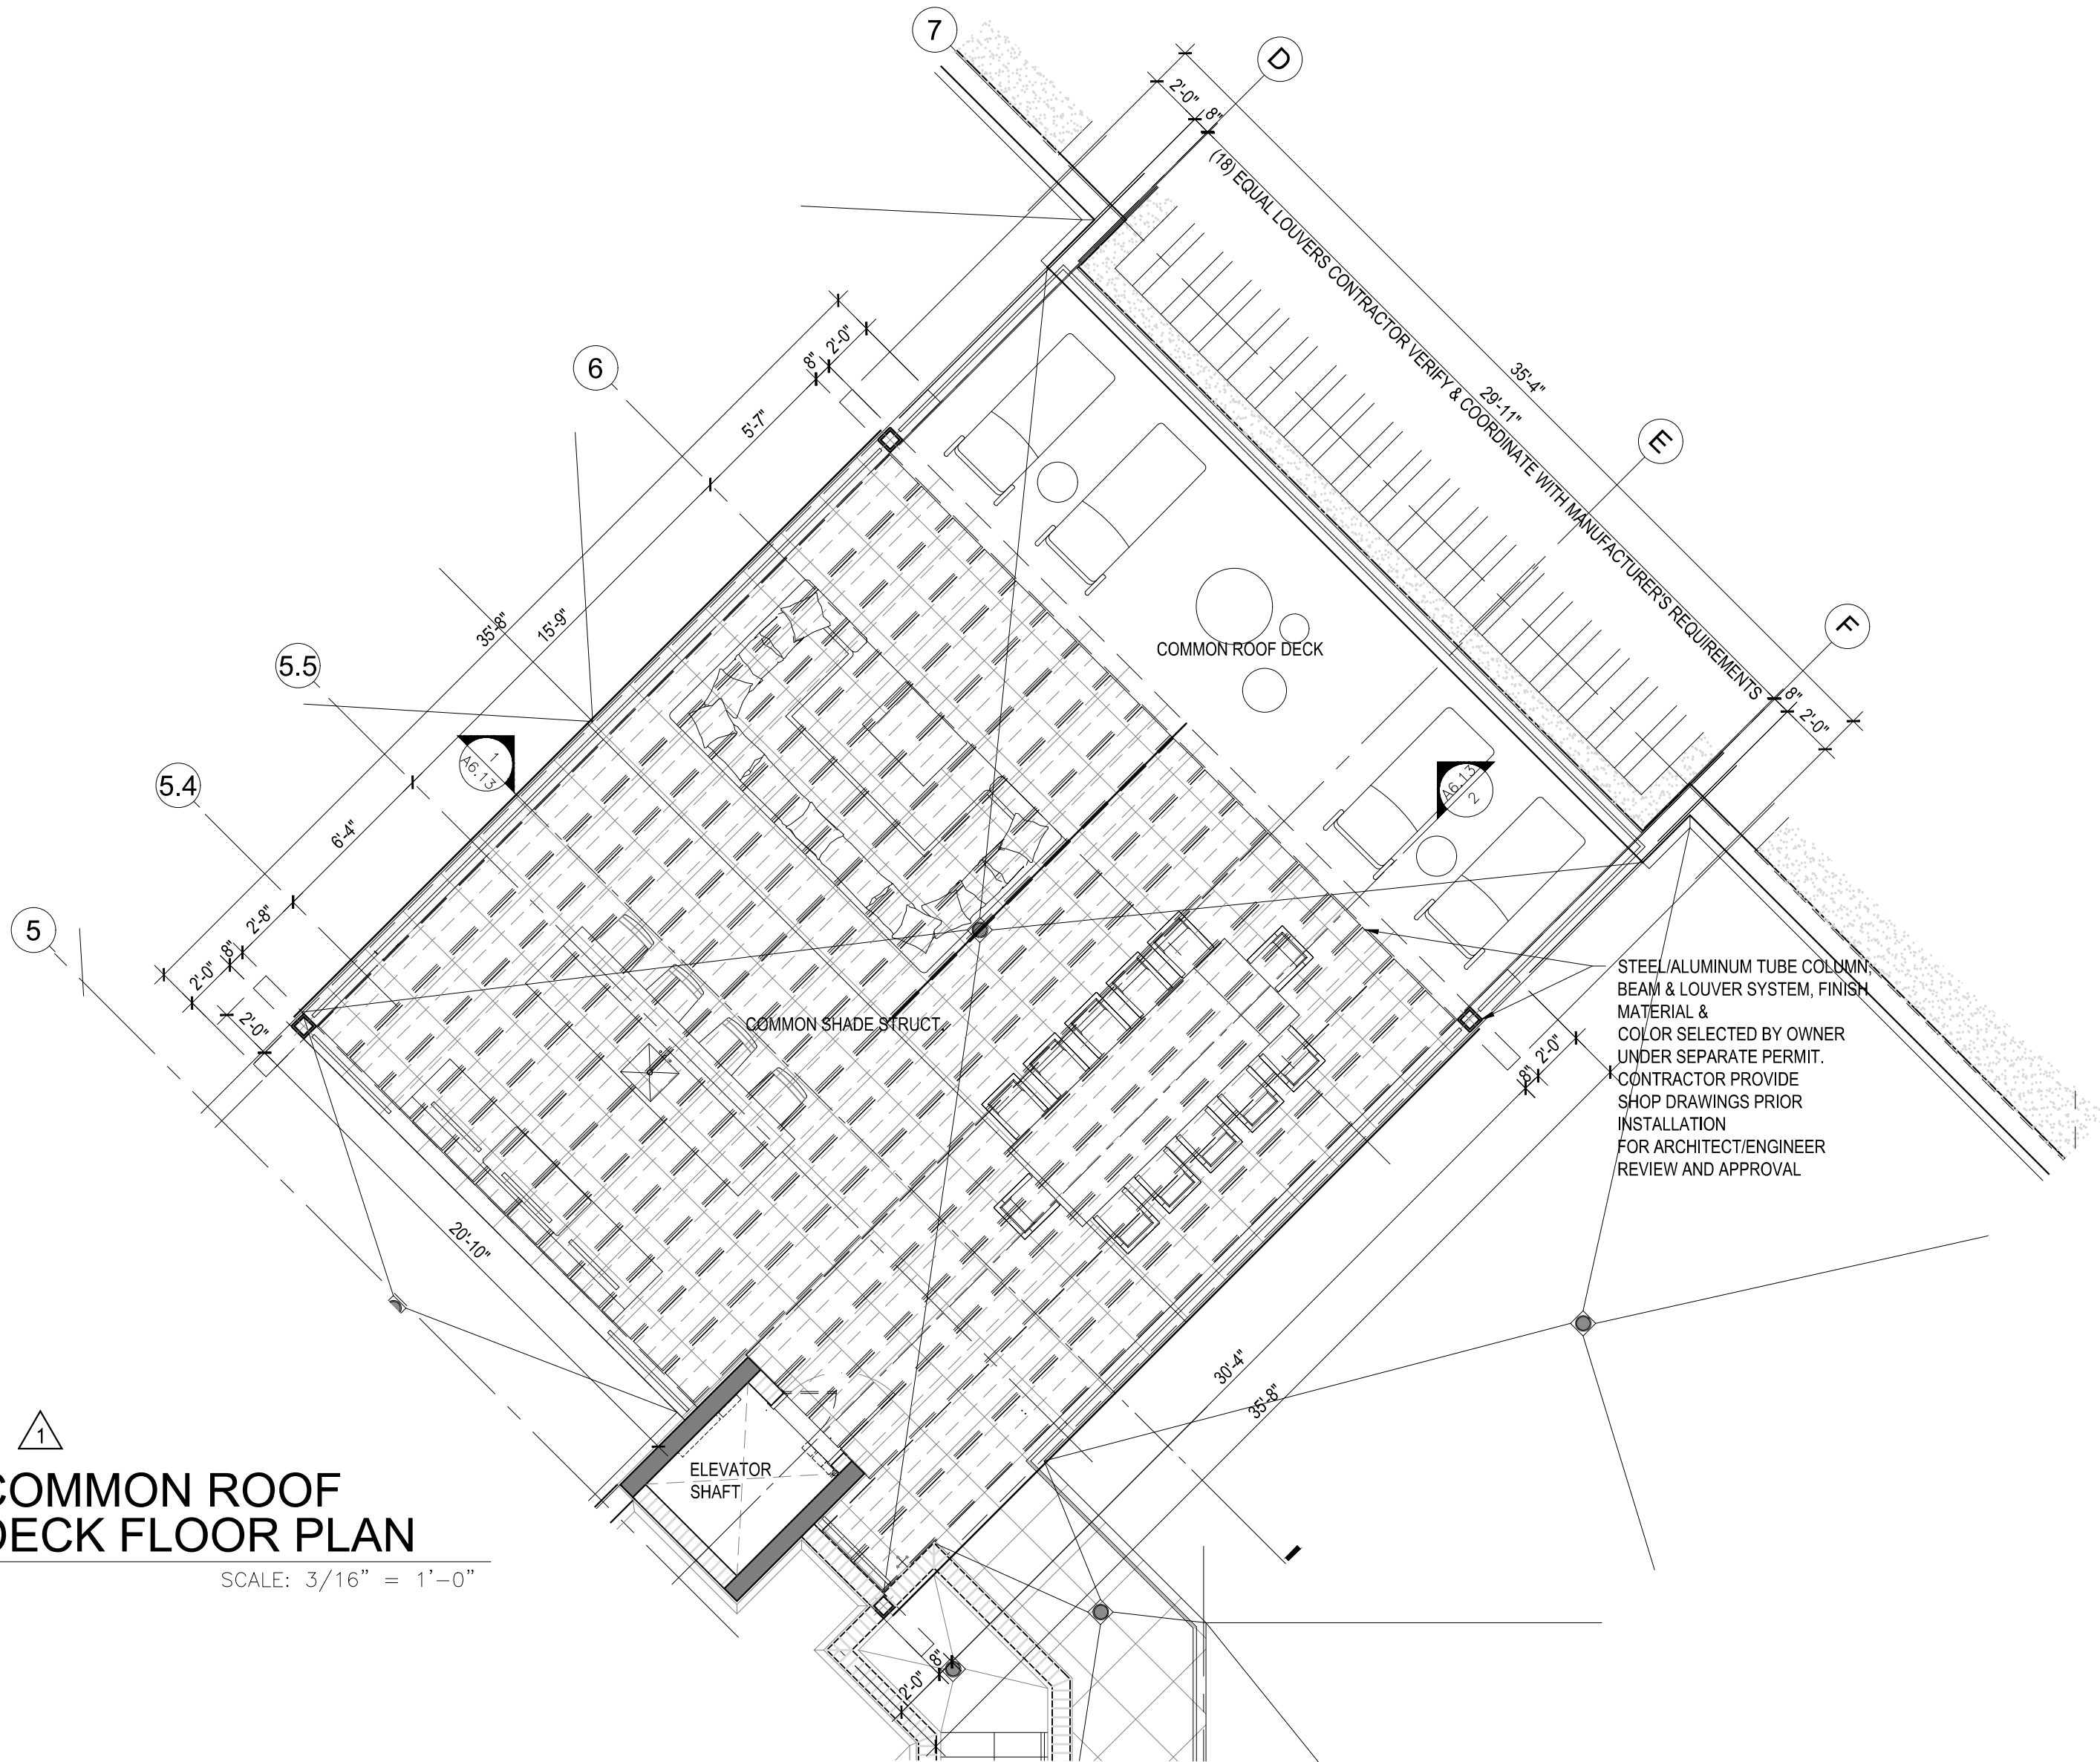 7
D
2'-0"
8"
(18) EQUAL LOUVERS CONTRACTOR VERIFY & COORDINATE WITH MANUFACTURER'S REQUIREMENTS
35'-4"
29'-11"
6
8"
2'-0"
5'-7"
E
F
35'-8"
15'-9"
COMMON ROOF DECK
8"
2'-0"
5.5
1
A6.13
A6.13
2
5.4
6'-4"
5
2'-8"
8"
2'-0"
2'-0"
COMMON SHADE STRUCT.
STEEL/ALUMINUM TUBE COLUMN,
BEAM & LOUVER SYSTEM, FINISH
MATERIAL &
COLOR SELECTED BY OWNER
UNDER SEPARATE PERMIT.
CONTRACTOR PROVIDE
SHOP DRAWINGS PRIOR
INSTALLATION
FOR ARCHITECT/ENGINEER
REVIEW AND APPROVAL
2'-0"
8"
20'-10"
30'-4"
35'-8"
1
ELEVATOR
SHAFT
COMMON ROOF
DECK FLOOR PLAN
SCALE: 3/16" = 1'-0"
8"
2'-0"